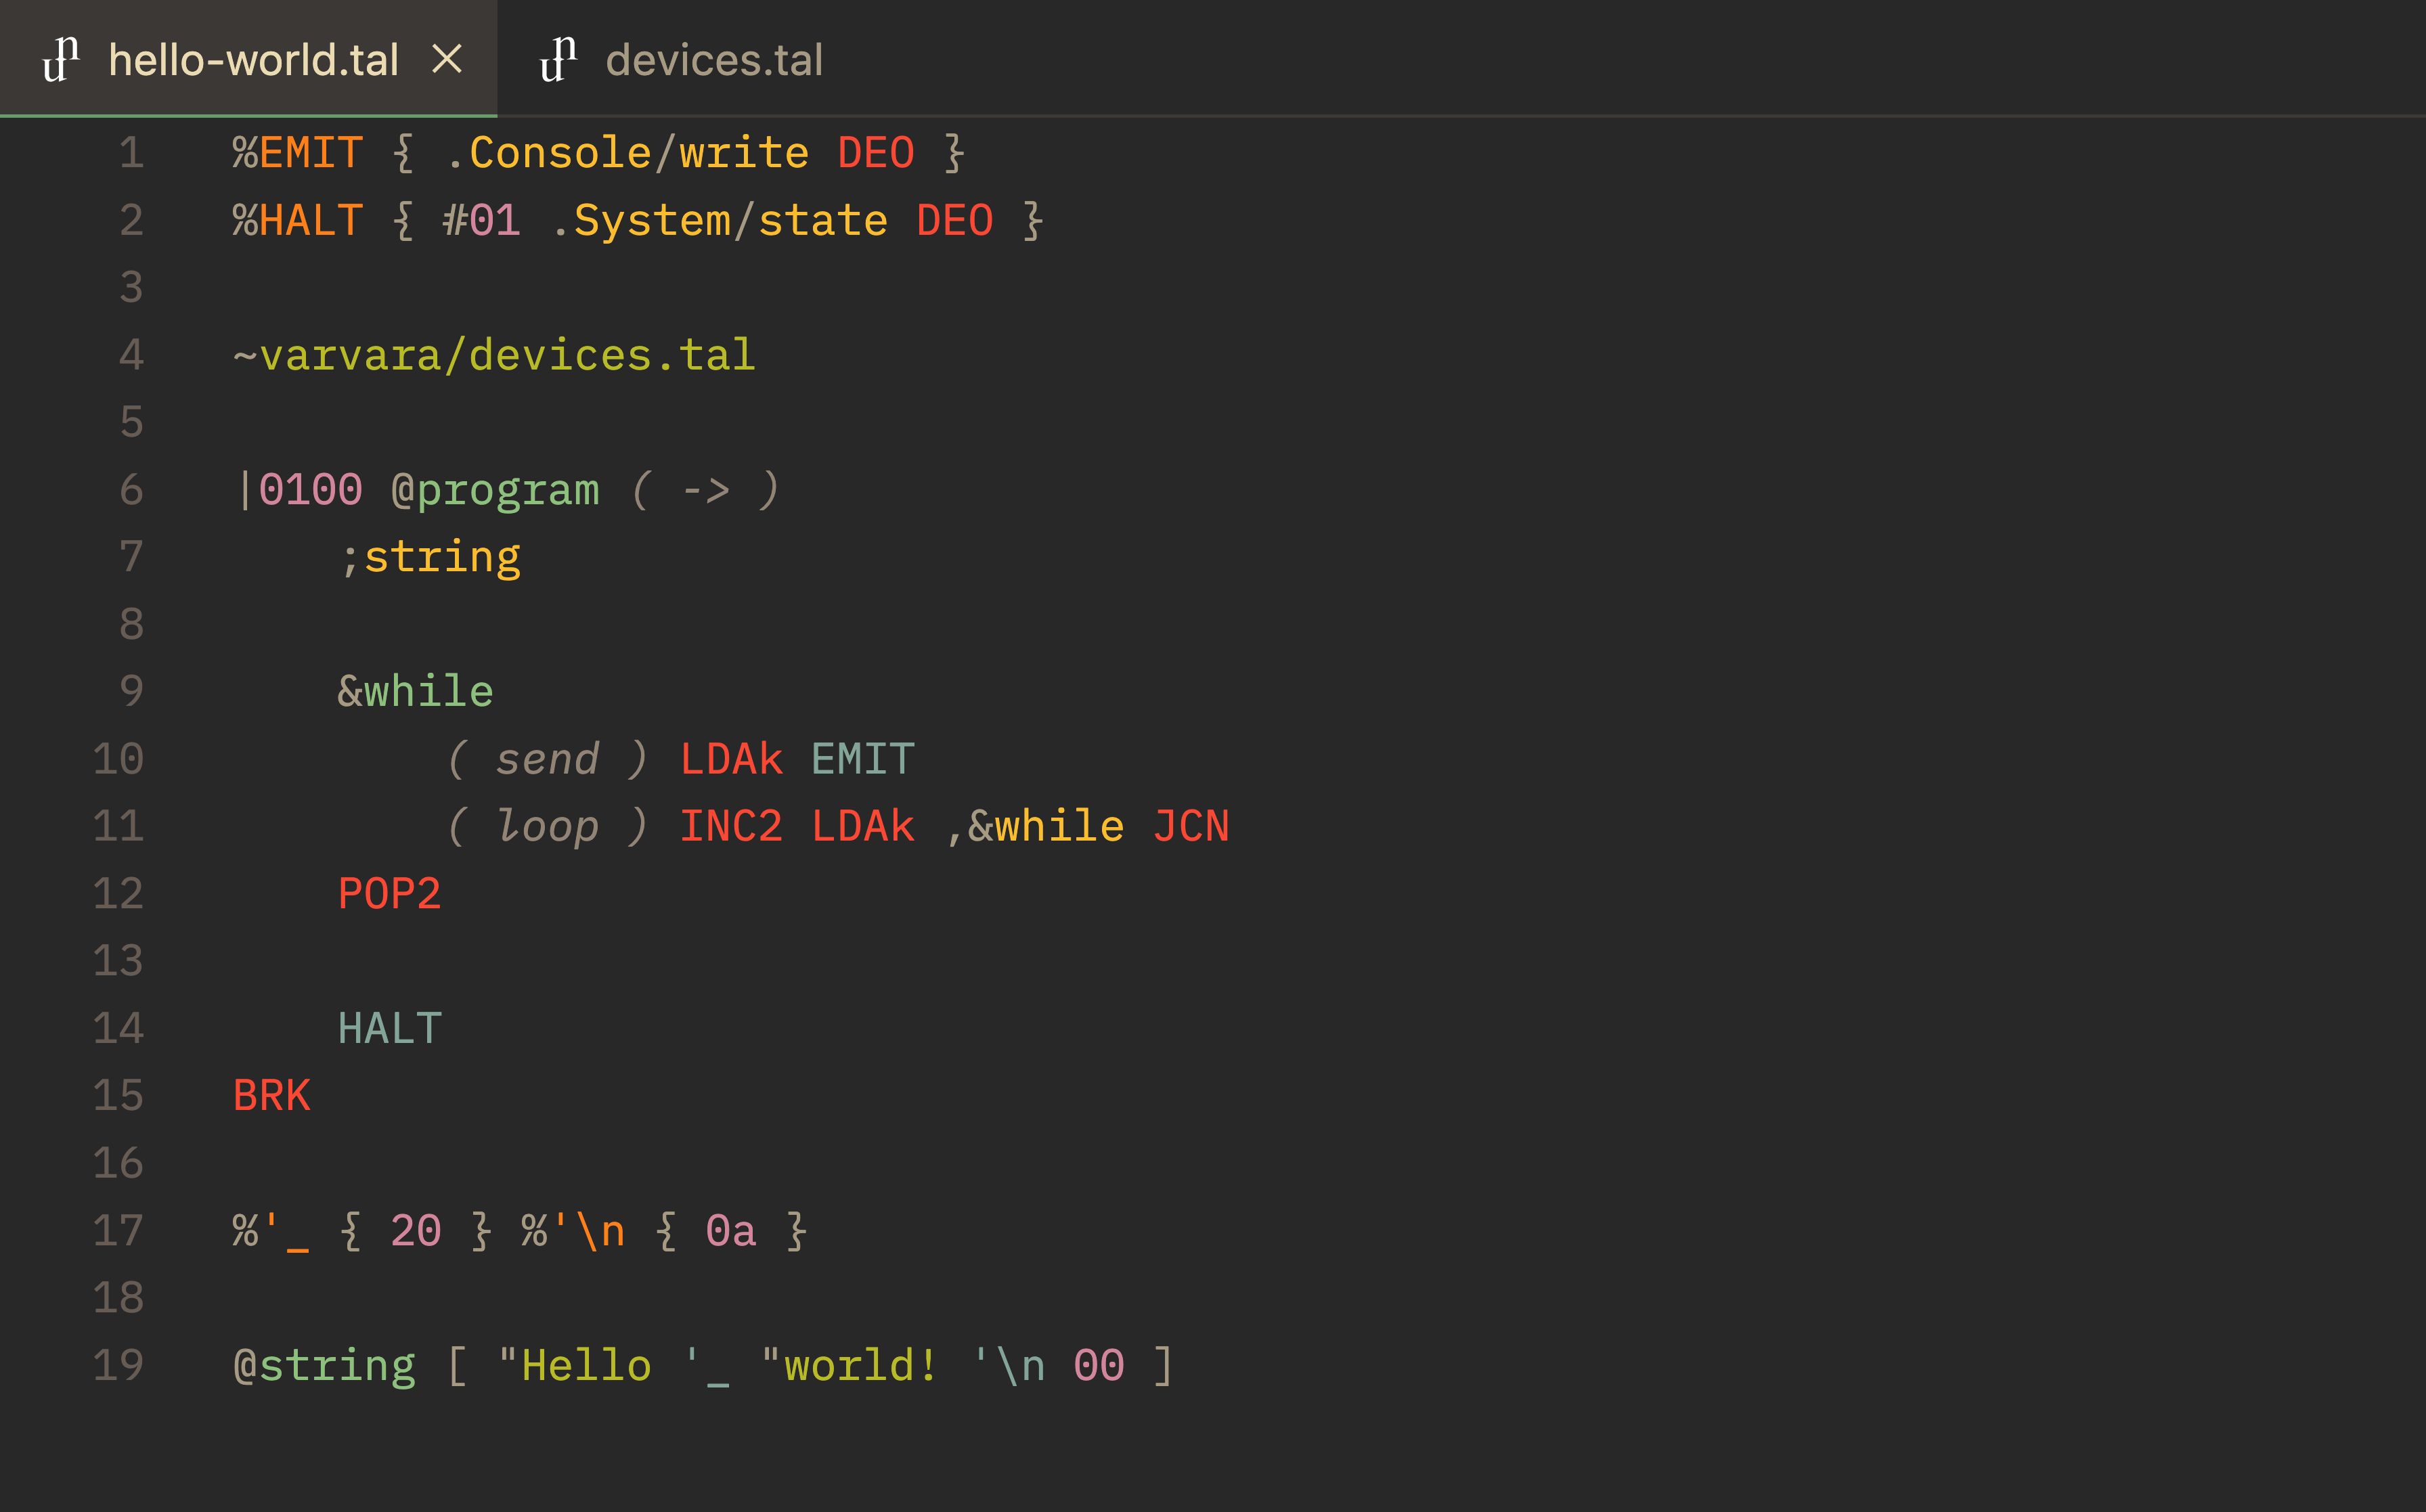 hello-world.tal × devices.tal
1 %EMIT { .Console/write DEO }
2 %HALT { #01 .System/state DEO }
3
4 ~varvara/devices.tal
5
6 |0100 @program ( -> )
7 ;string
8
9 &while
10 ( send ) LDAk EMIT
11 ( loop ) INC2 LDAk ,&while JCN
12 POP2
13
14 HALT
15 BRK
16
17 %'_ { 20 } %'\n { 0a }
18
19 @string [ "Hello '_ "world! '\n 00 ]